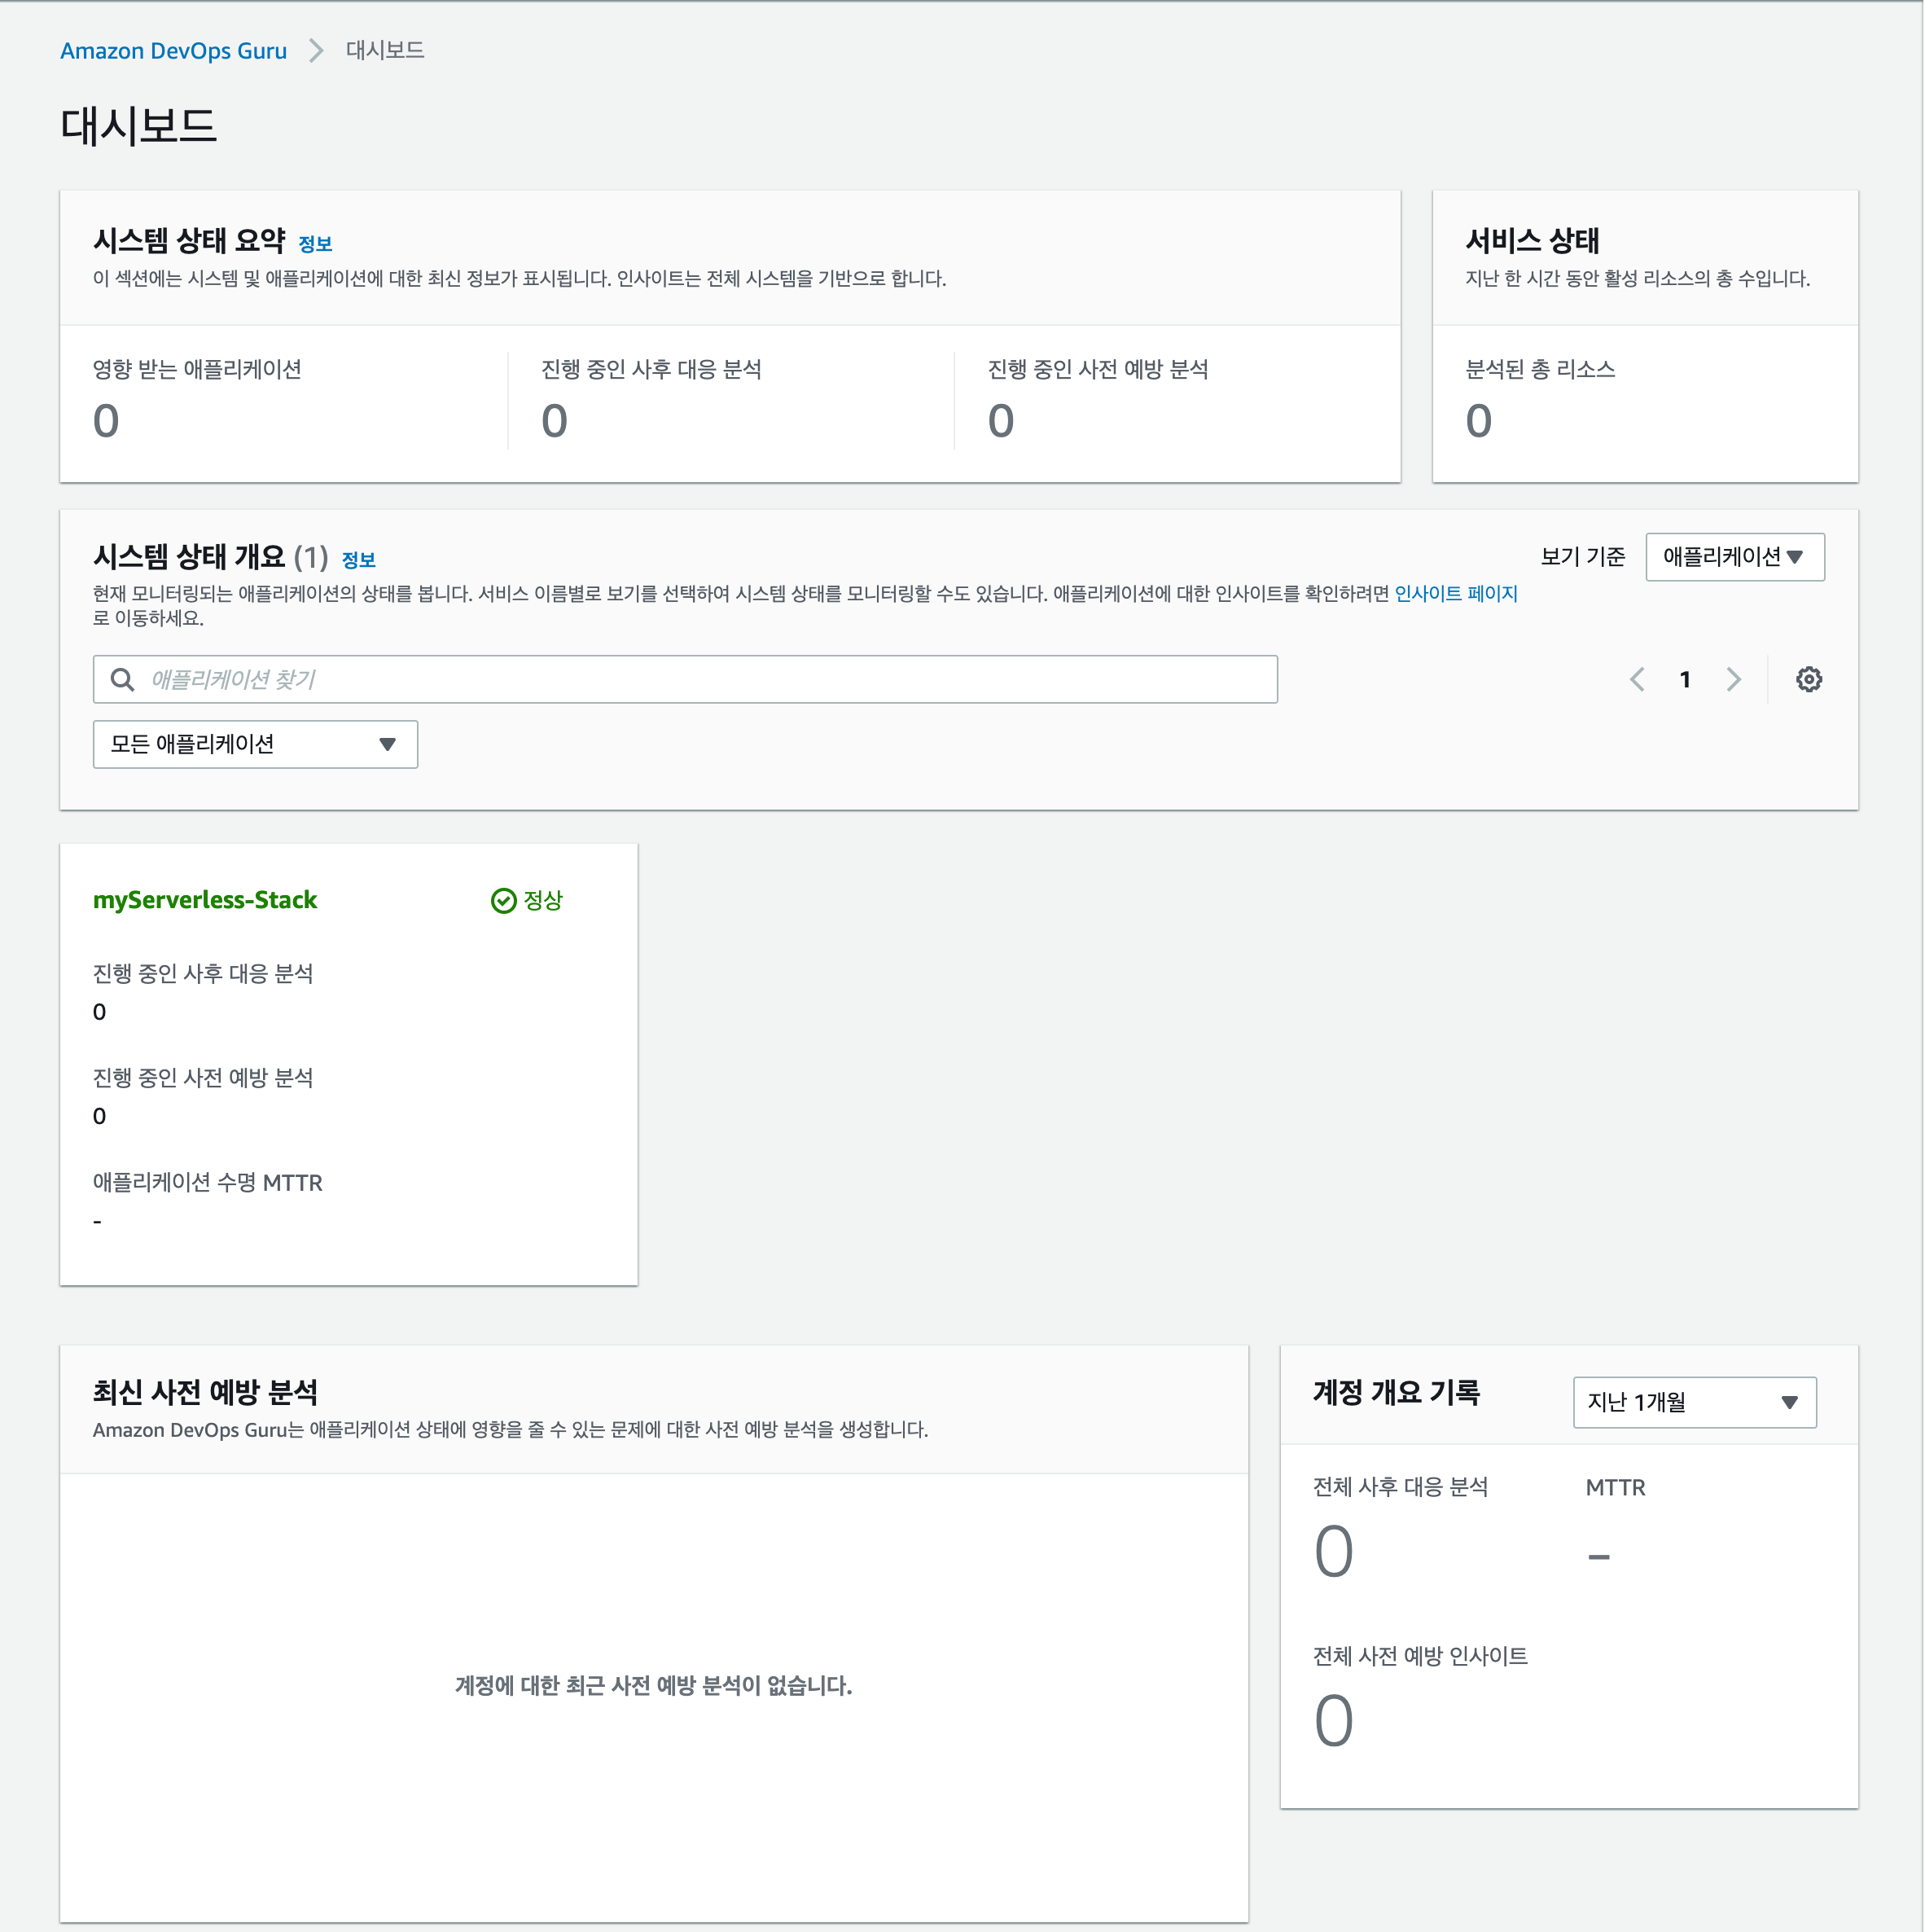 Amazon DevOps Guru
대시보드
대시보드
시스템 상태 요약 정보
이 섹션에는 시스템 및 애플리케이션에 대한 최신 정보가 표시됩니다. 인사이트는 전체 시스템을 기반으로 합니다.
영향 받는 애플리케이션
0
진행 중인 사후 대응 분석
0
진행 중인 사전 예방 분석
0
서비스 상태
지난 한 시간 동안 활성 리소스의 총 수입니다.
분석된 총 리소스
0
시스템 상태 개요 (1) 정보
현재 모니터링되는 애플리케이션의 상태를 봅니다. 서비스 이름별로 보기를 선택하여 시스템 상태를 모니터링할 수도 있습니다. 애플리케이션에 대한 인사이트를 확인하려면 인사이트 페이지
로 이동하세요.
보기 기준
애플리케이션
애플리케이션 찾기
1
모든 애플리케이션
myServerless-Stack
정상
진행 중인 사후 대응 분석
0
진행 중인 사전 예방 분석
0
애플리케이션 수명 MTTR
-
최신 사전 예방 분석
Amazon DevOps Guru는 애플리케이션 상태에 영향을 줄 수 있는 문제에 대한 사전 예방 분석을 생성합니다.
계정에 대한 최근 사전 예방 분석이 없습니다.
계정 개요 기록
지난 1개월
전체 사후 대응 분석
0
MTTR
-
전체 사전 예방 인사이트
0